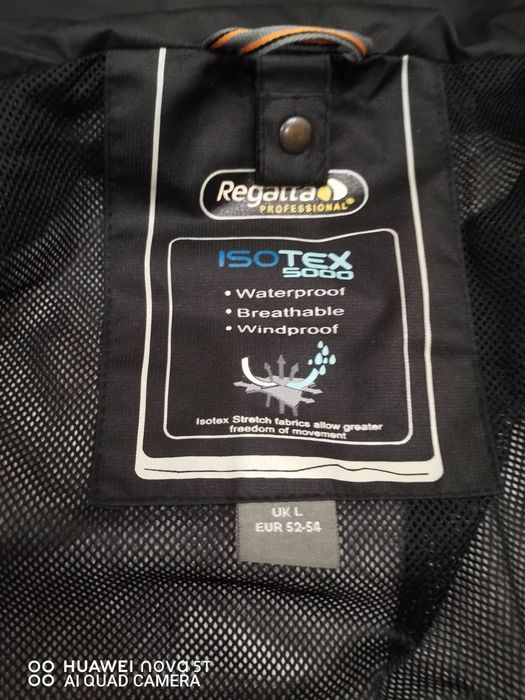 Regatta
PROFESSIONAL
ISOTEX
5000
• Waterproof
• Breathable
• Windproof
Isotex Stretch fabrics allow greater
freedom of movement
UK L
EUR 52-54
HUAWEI nova 5T
AI QUAD CAMERA